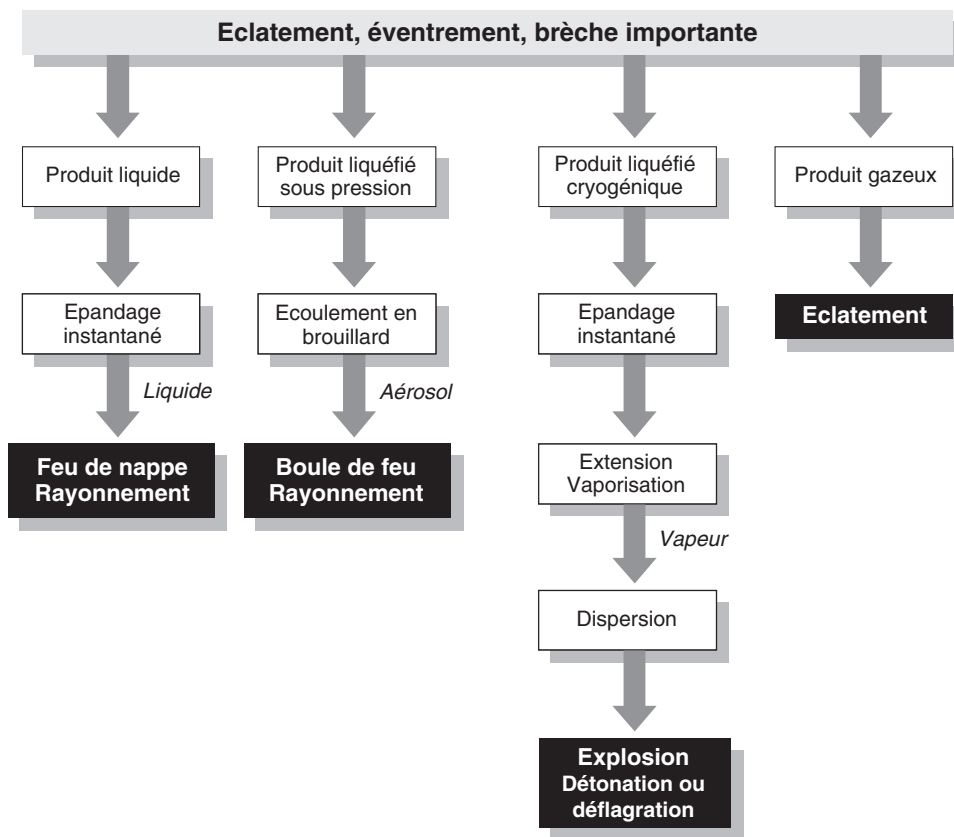 Eclatement, éventrement, brèche importante
Produit liquide
Produit liquéfié
sous pression
Produit liquéfié
cryogénique
Produit gazeux
Epandage
instantané
Ecoulement en
brouillard
Epandage
instantané
Eclatement
Liquide
Aérosol
Feu de nappe
Rayonnement
Boule de feu
Rayonnement
Extension
Vaporisation
Vapeur
Dispersion
Explosion
Détonation ou
déflagration